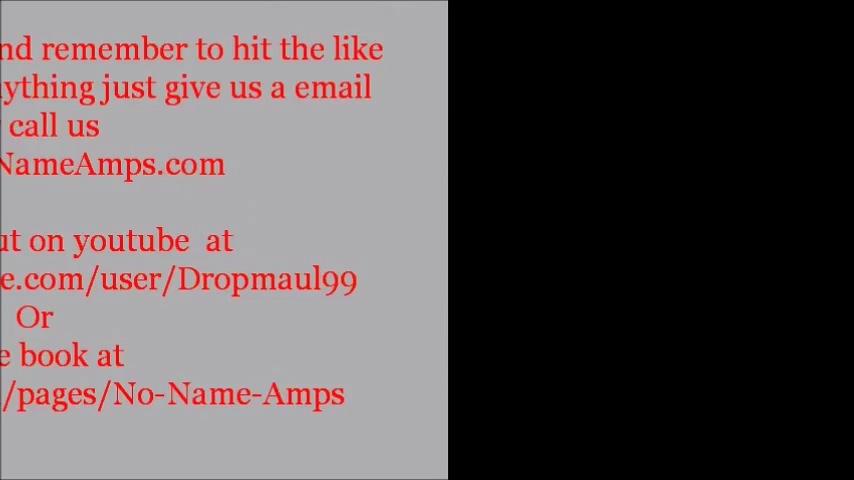 nd remember to hit the like
ything just give us a email
call us
NameAmps.com
ut on youtube at
e.com/user/Dropmaul99
Or
e book at
/pages/No-Name-Amps